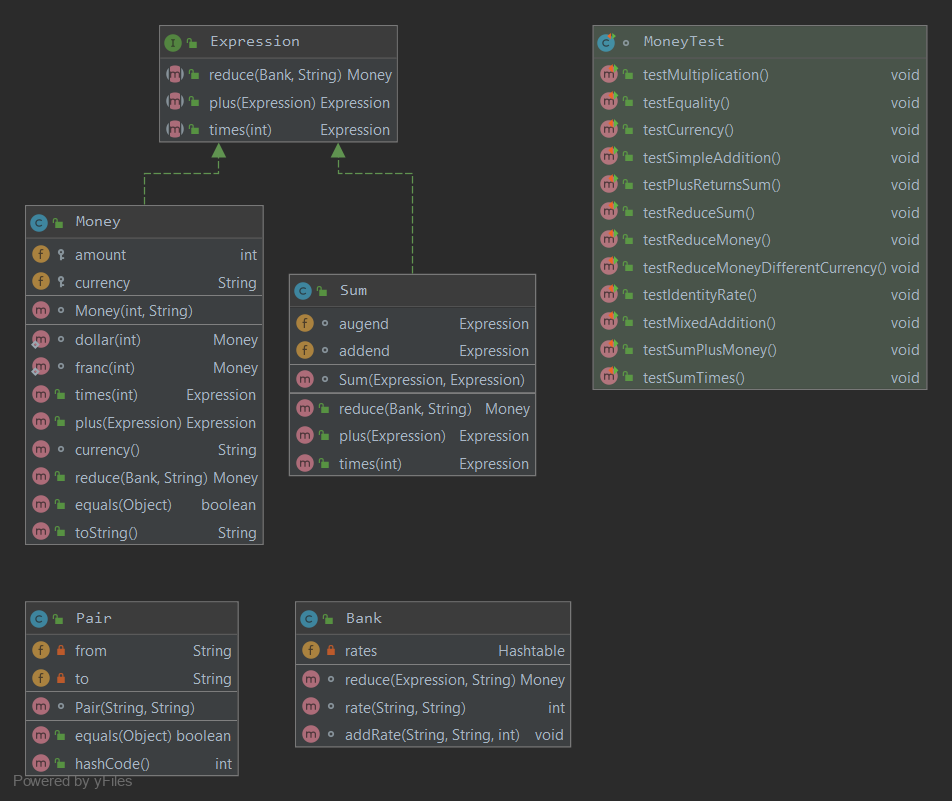 Expression
reduce(Bank, String) Money
plus(Expression) Expression
times(int) Expression
MoneyTest
testMultiplication() void
testEquality() void
testCurrency() void
testSimpleAddition() void
testPlusReturnsSum() void
testReduceSum() void
testReduceMoney() void
testReduceMoneyDifferentCurrency() void
testIdentityRate() void
testMixedAddition() void
testSumPlusMoney() void
testSumTimes() void
Money
amount int
currency String
Money(int, String)
dollar(int) Money
franc(int) Money
times(int) Expression
plus(Expression) Expression
currency() String
reduce(Bank, String) Money
equals(Object) boolean
toString() String
Sum
augend Expression
addend Expression
Sum(Expression, Expression)
reduce(Bank, String) Money
plus(Expression) Expression
times(int) Expression
Pair
from String
to String
Pair(String, String)
equals(Object) boolean
hashCode() int
Bank
rates Hashtable
reduce(Expression, String) Money
rate(String, String) int
addRate(String, String, int) void
Powered by yFiles